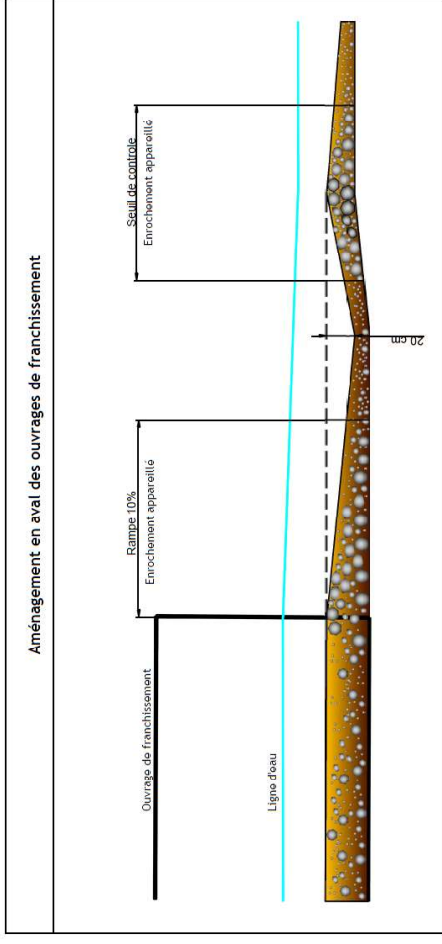 Aménagement en aval des ouvrages de franchissement
Ouvrage de franchissement
Ligne d'eau
Rampe 10%
Enrochement appareillé
Seuil de controle
Enrochement appareillé
20 cm